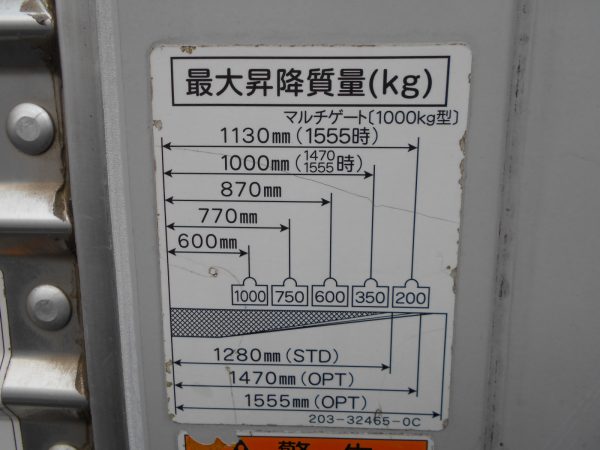 最大昇降質量(kg)
マルチゲート〔1000kg型〕
1130mm(1555時)
1000mm(1470 1555時)
870mm
770mm
600mm
1000 750 600 350 200
1280mm(STD)
1470mm(OPT)
1555mm(OPT)
203-32465-0C